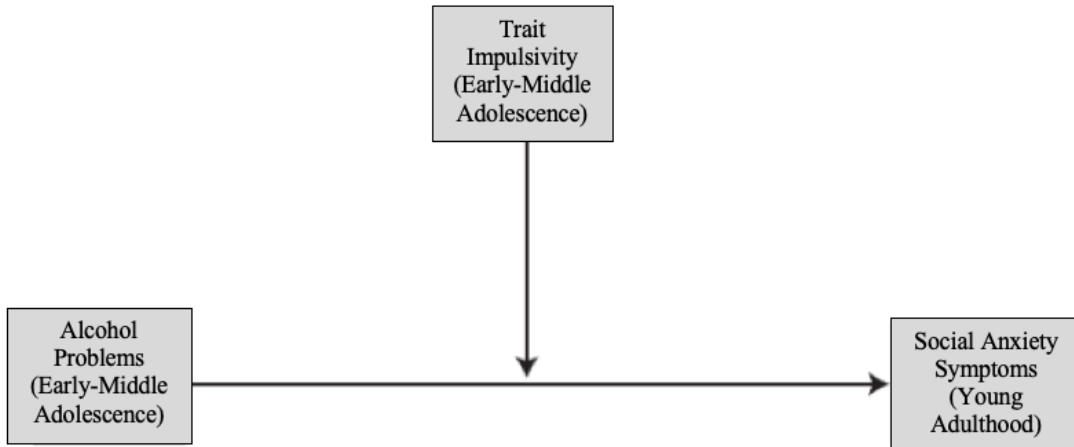 Trait
Impulsivity
(Early-Middle
Adolescence)
Alcohol
Problems
(Early-Middle
Adolescence)
Social Anxiety
Symptoms
(Young
Adulthood)